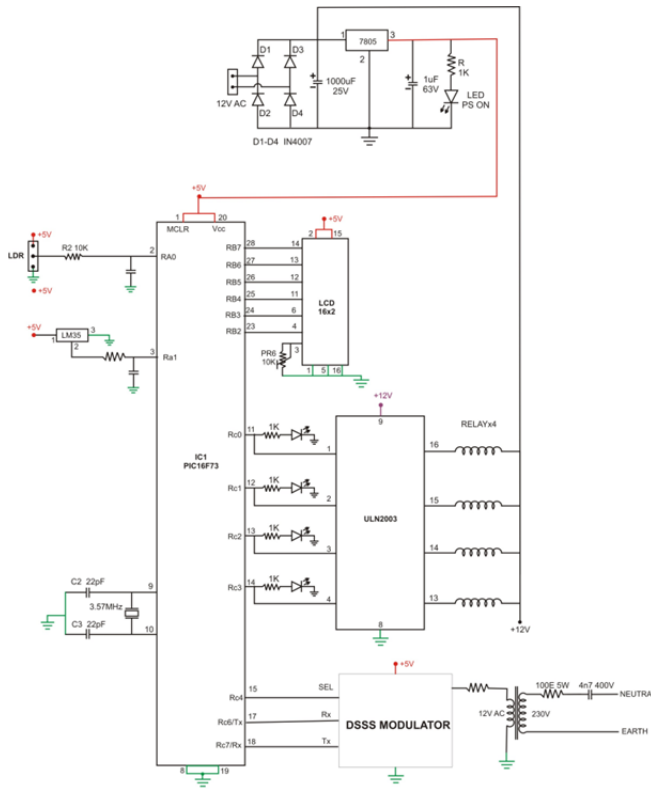 D1
D3
1
7805
3
2
1000uF
25V
1uF
63V
R
1K
LED
PS ON
12V AC
D2
D4
D1-D4 IN4007
+5V
1
20
MCLR
Vcc
+5V
LDR
R2 10K
2
RA0
+5V
+5V
LM35
1
2
3
3
Ra1
RB7
28
14
RB6
27
13
RB5
26
12
RB4
25
11
RB3
24
6
RB2
23
4
+5V
2
15
LCD
16x2
3
PR6
10K
1
5
16
IC1
PIC16F73
Rc0
11
1K
1
Rc1
12
1K
2
Rc2
13
1K
3
Rc3
14
1K
4
+12V
9
ULN2003
8
RELAYx4
16
15
14
13
+12V
C2 22pF
9
3.57MHz
C3 22pF
10
Rc4
15
SEL
Rc6/Tx
17
Rx
Rc7/Rx
18
Tx
8
19
+5V
DSSS MODULATOR
12V AC
230V
100E 5W
4n7 400V
NEUTRA
EARTH